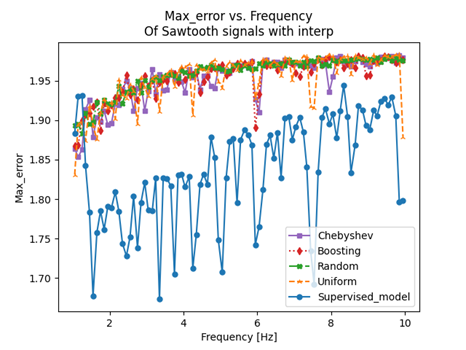 Max_error vs. Frequency
Of Sawtooth signals with interp
Max_error
1.95
1.90
1.85
1.80
1.75
1.70
Chebyshev
Boosting
Random
Uniform
Supervised_model
2
4
6
8
10
Frequency [Hz]